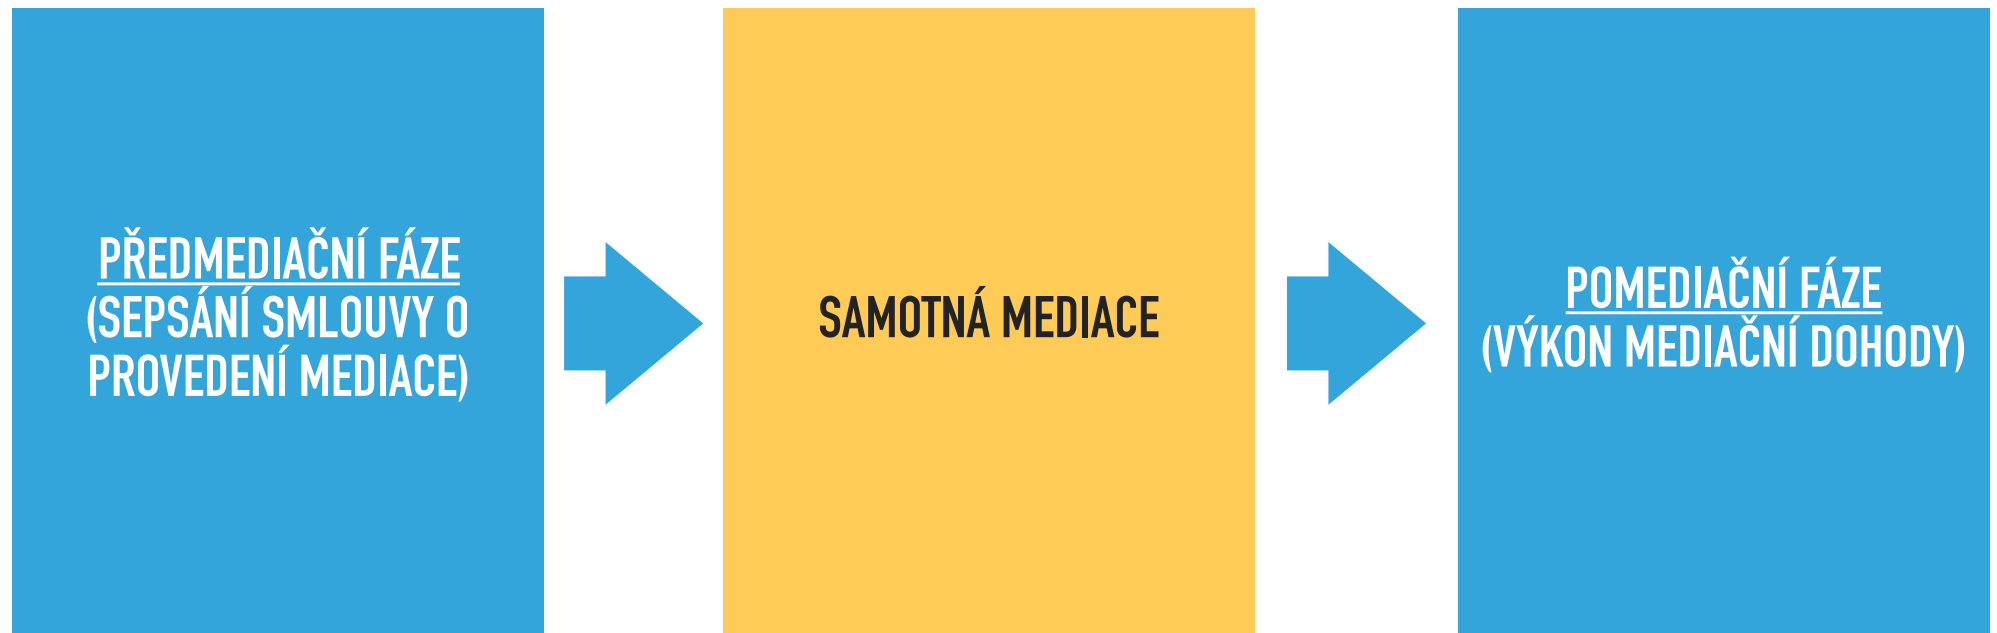 PŘEDMEDIAČNÍ FÁZE
(SEPSÁNÍ SMLOUVY O
PROVEDENÍ MEDIACE)
SAMOTNÁ MEDIACE
POMEDIAČNÍ FÁZE
(VÝKON MEDIAČNÍ DOHODY)